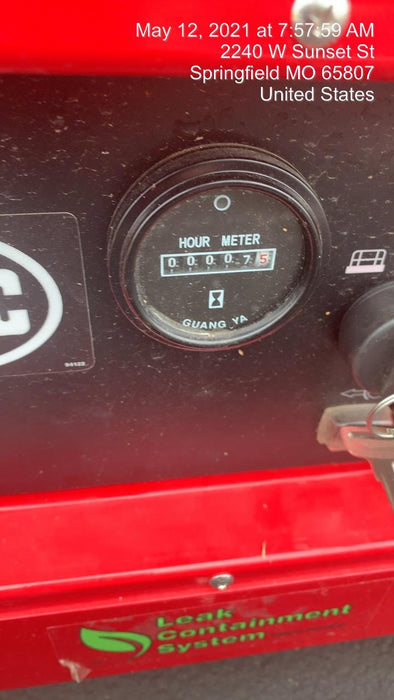 May 12, 2021 at 7:57:59 AM
2240 W Sunset St
Springfield MO 65807
United States
HOUR METER
0 0 0 0 7 5
GUANG YA
C
94122
Leak
Containment
System